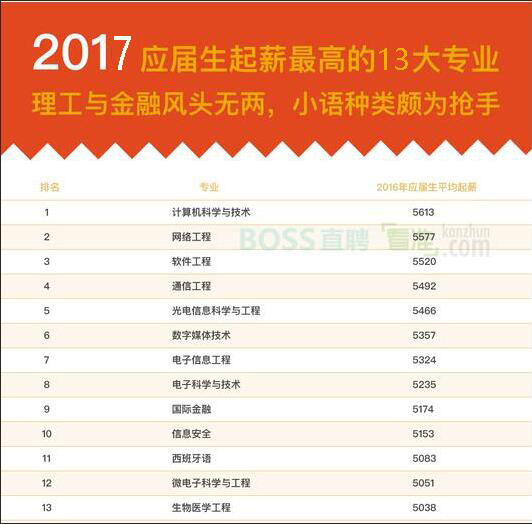 2017 应届生起薪最高的13大专业
理工与金融风头无两，小语种类颇为抢手
排名 专业 2016年应届生平均起薪
1 计算机科学与技术 5613
2 网络工程 5577
BOSS直聘 看准 kanzhun.com
3 软件工程 5520
4 通信工程 5492
5 光电信息科学与工程 5466
6 数字媒体技术 5357
7 电子信息工程 5324
8 电子科学与技术 5235
9 国际金融 5174
10 信息安全 5153
11 西班牙语 5083
12 微电子科学与工程 5051
13 生物医学工程 5038